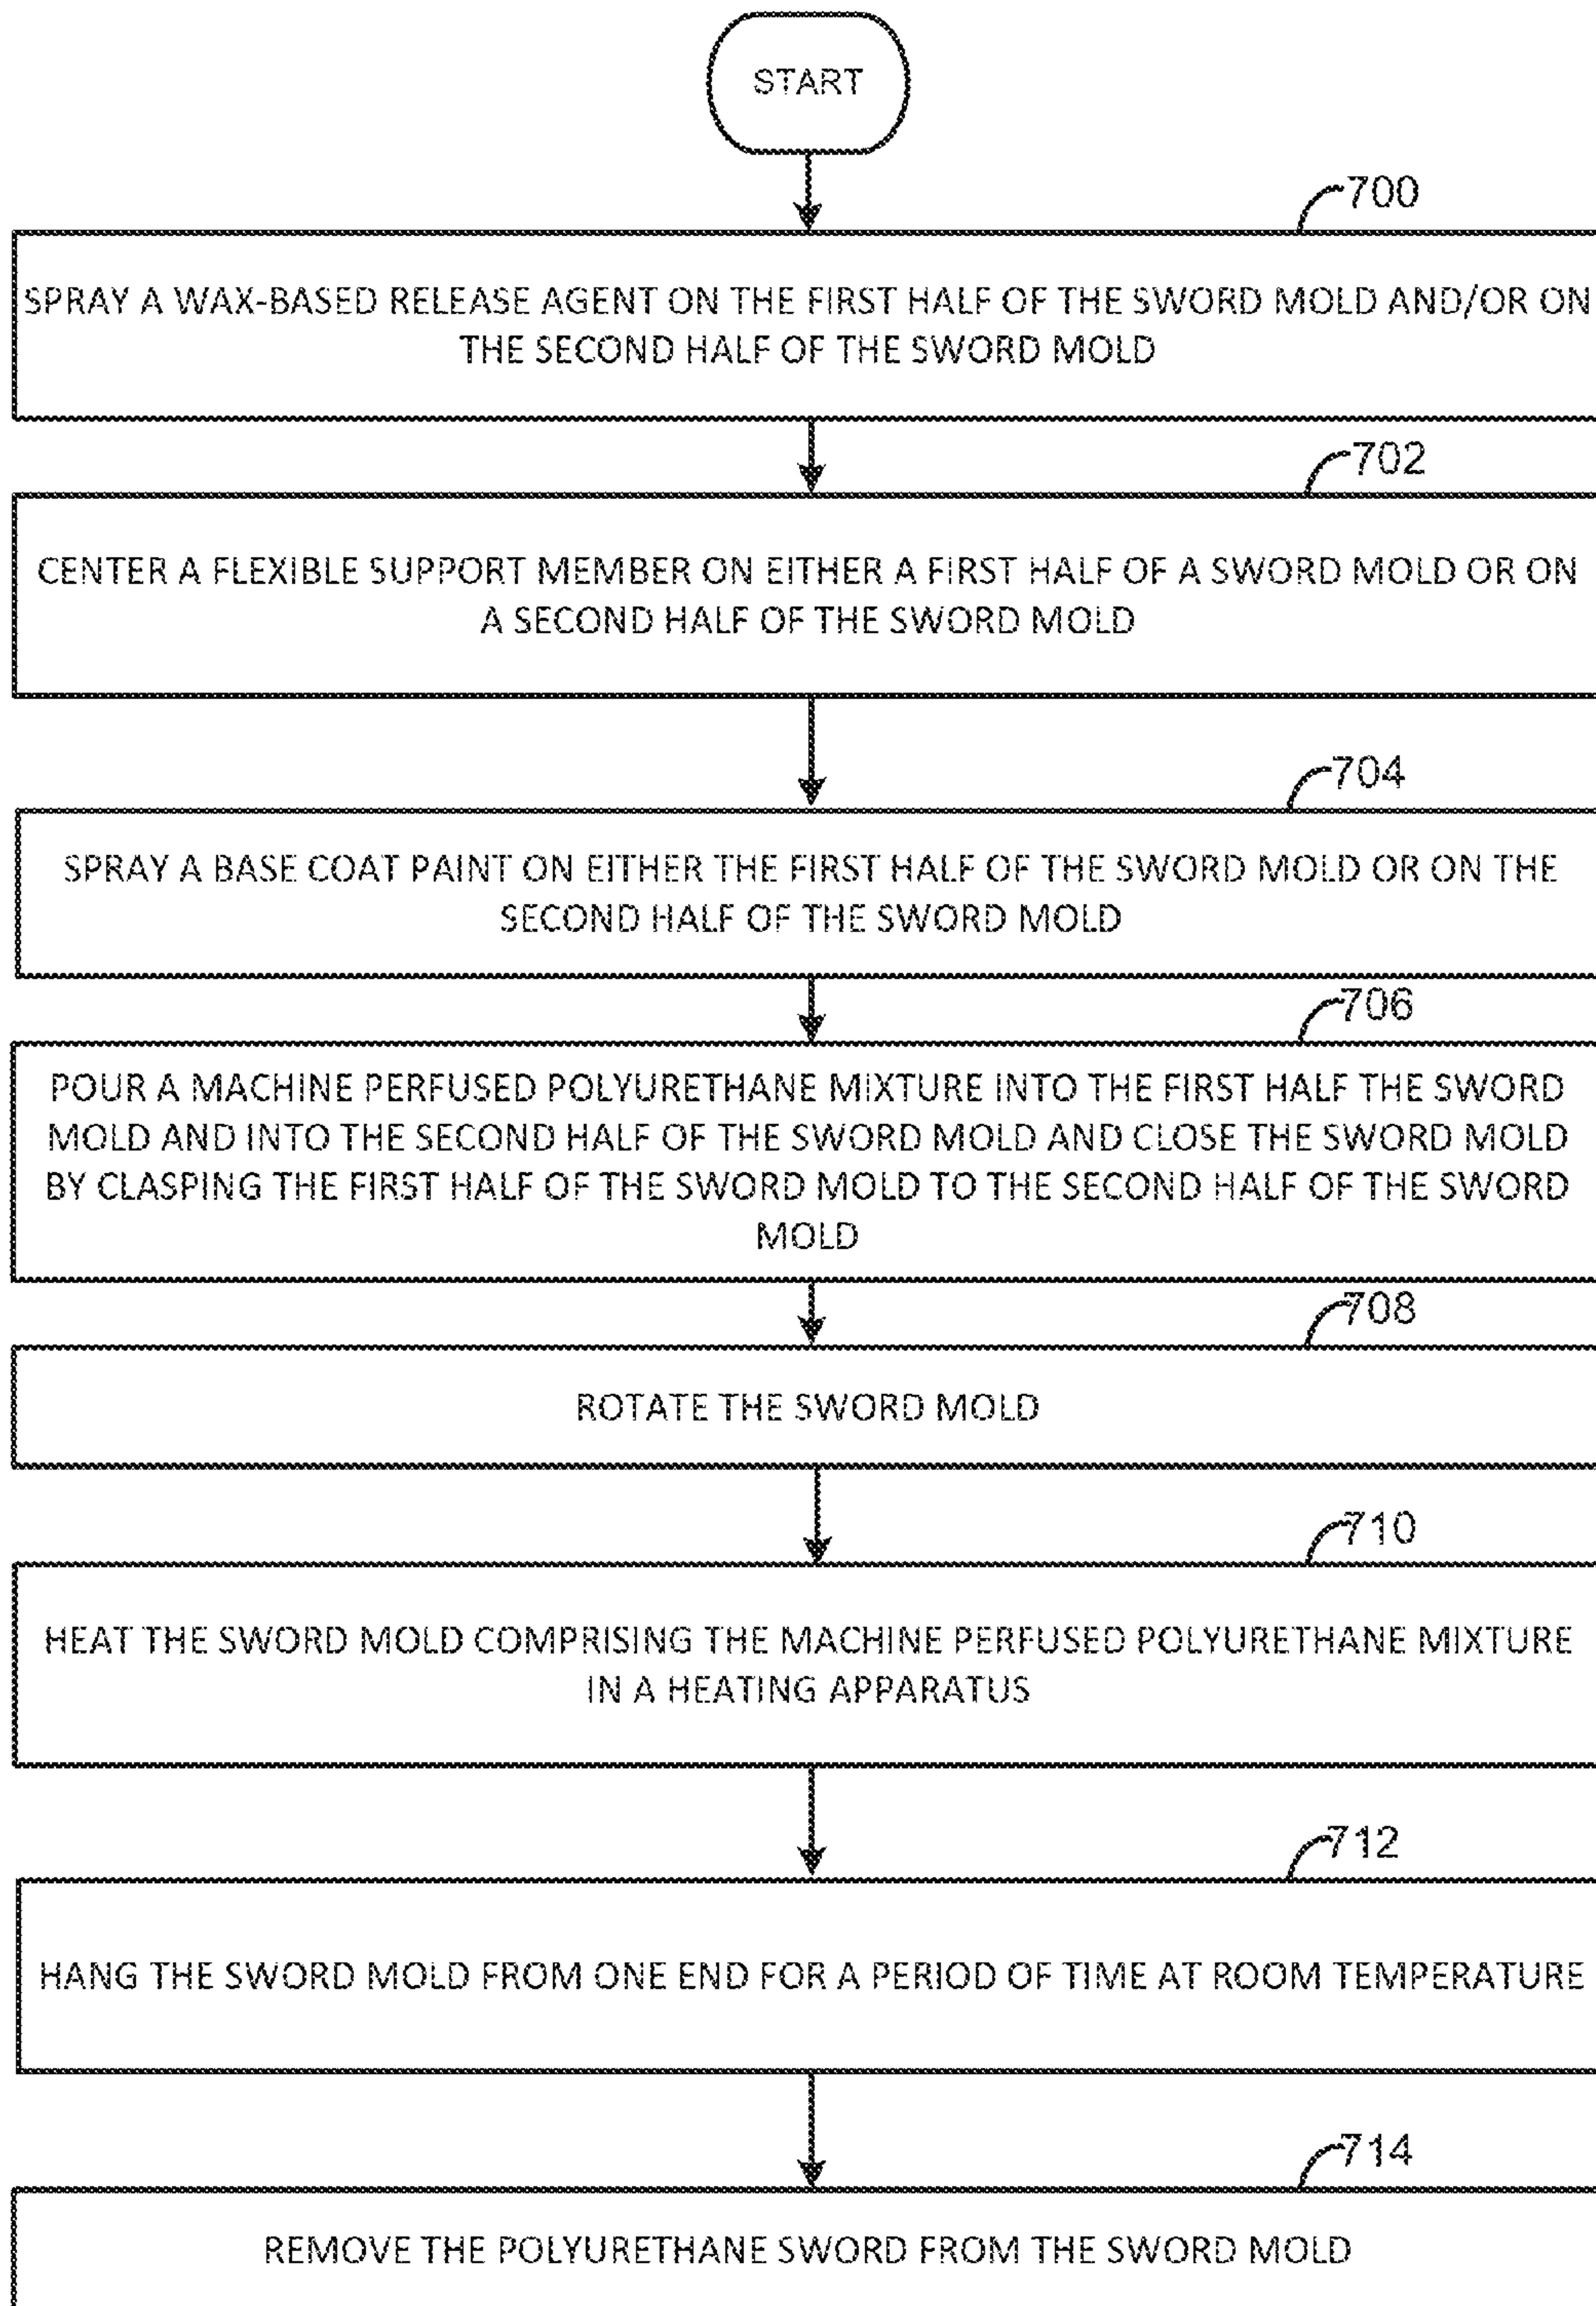 START
700
SPRAY A WAX-BASED RELEASE AGENT ON THE FIRST HALF OF THE SWORD MOLD AND/OR ON
THE SECOND HALF OF THE SWORD MOLD
702
CENTER A FLEXIBLE SUPPORT MEMBER ON EITHER A FIRST HALF OF A SWORD MOLD OR ON
A SECOND HALF OF THE SWORD MOLD
704
SPRAY A BASE COAT PAINT ON EITHER THE FIRST HALF OF THE SWORD MOLD OR ON THE
SECOND HALF OF THE SWORD MOLD
706
POUR A MACHINE PERFUSED POLYURETHANE MIXTURE INTO THE FIRST HALF THE SWORD
MOLD AND INTO THE SECOND HALF OF THE SWORD MOLD AND CLOSE THE SWORD MOLD
BY CLASPING THE FIRST HALF OF THE SWORD MOLD TO THE SECOND HALF OF THE SWORD
MOLD
708
ROTATE THE SWORD MOLD
710
HEAT THE SWORD MOLD COMPRISING THE MACHINE PERFUSED POLYURETHANE MIXTURE
IN A HEATING APPARATUS
712
HANG THE SWORD MOLD FROM ONE END FOR A PERIOD OF TIME AT ROOM TEMPERATURE
714
REMOVE THE POLYURETHANE SWORD FROM THE SWORD MOLD